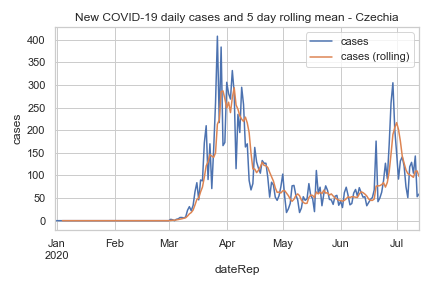 New COVID-19 daily cases and 5 day rolling mean - Czechia
cases
cases (rolling)
400
350
300
250
200
150
100
50
0
cases
Jan
2020
Feb
Mar
Apr
May
Jun
Jul
dateRep